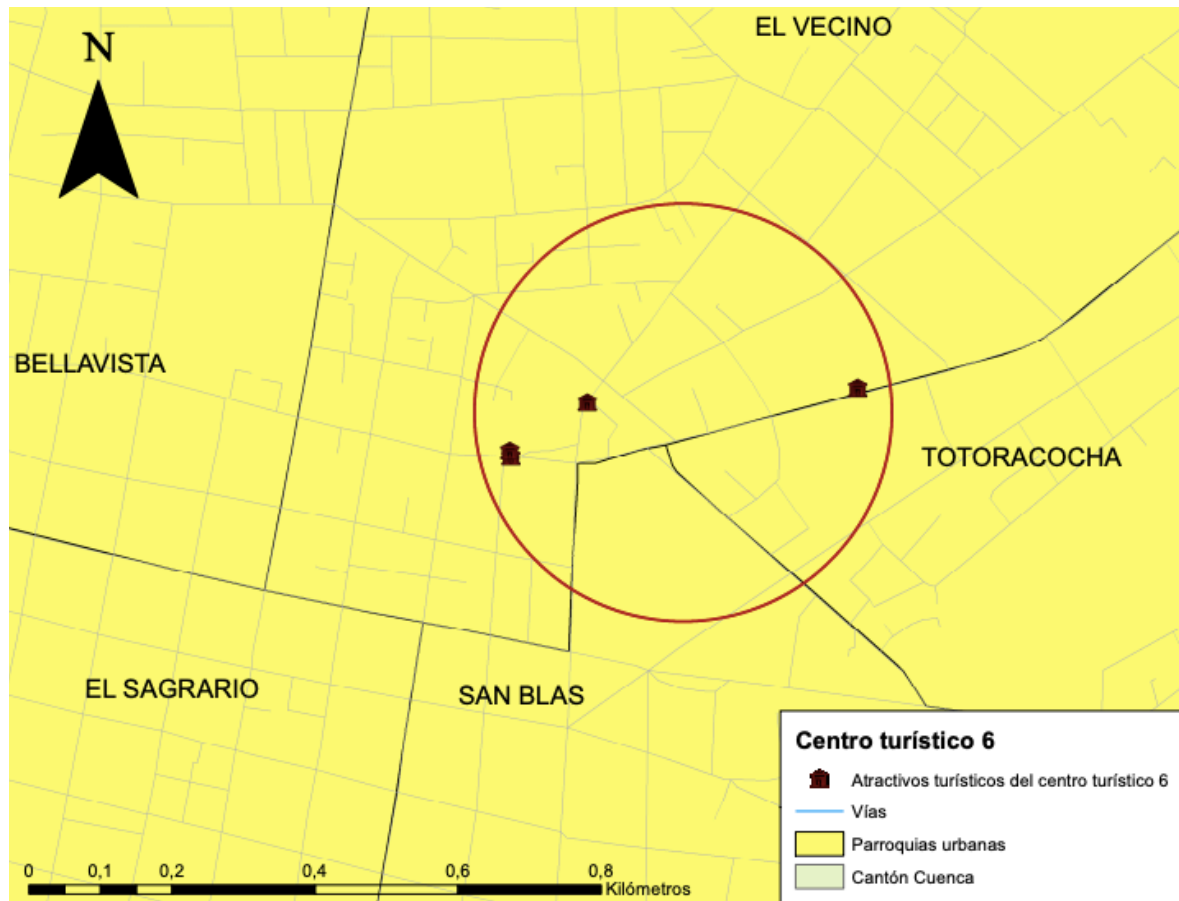 N
EL VECINO
BELLAVISTA
TOTORACOCHA
EL SAGRARIO
SAN BLAS
Centro turístico 6
Atractivos turísticos del centro turístico 6
Vías
Parroquias urbanas
Cantón Cuenca
0 0,1 0,2 0,4 0,6 0,8
Kilómetros